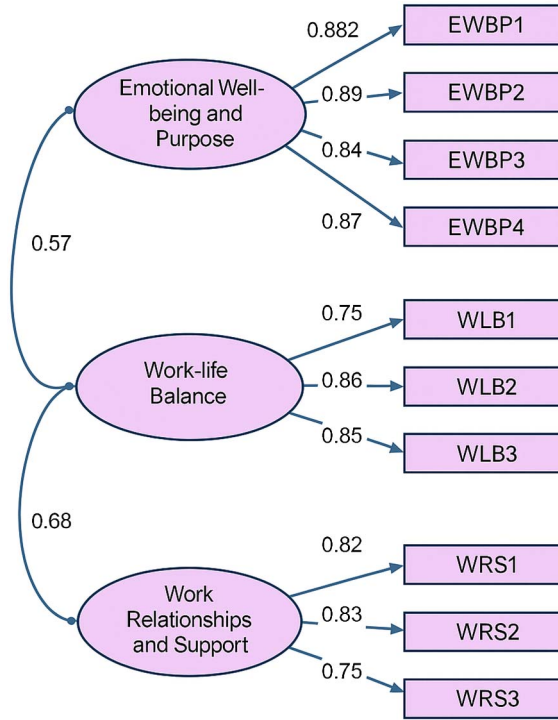 0.882
EWBP1
Emotional Well-
being and
Purpose
0.89
EWBP2
0.84
EWBP3
0.87
EWBP4
0.57
0.75
WLB1
Work-life
Balance
0.86
WLB2
0.85
WLB3
0.68
0.82
WRS1
Work
Relationships
and Support
0.83
WRS2
0.75
WRS3